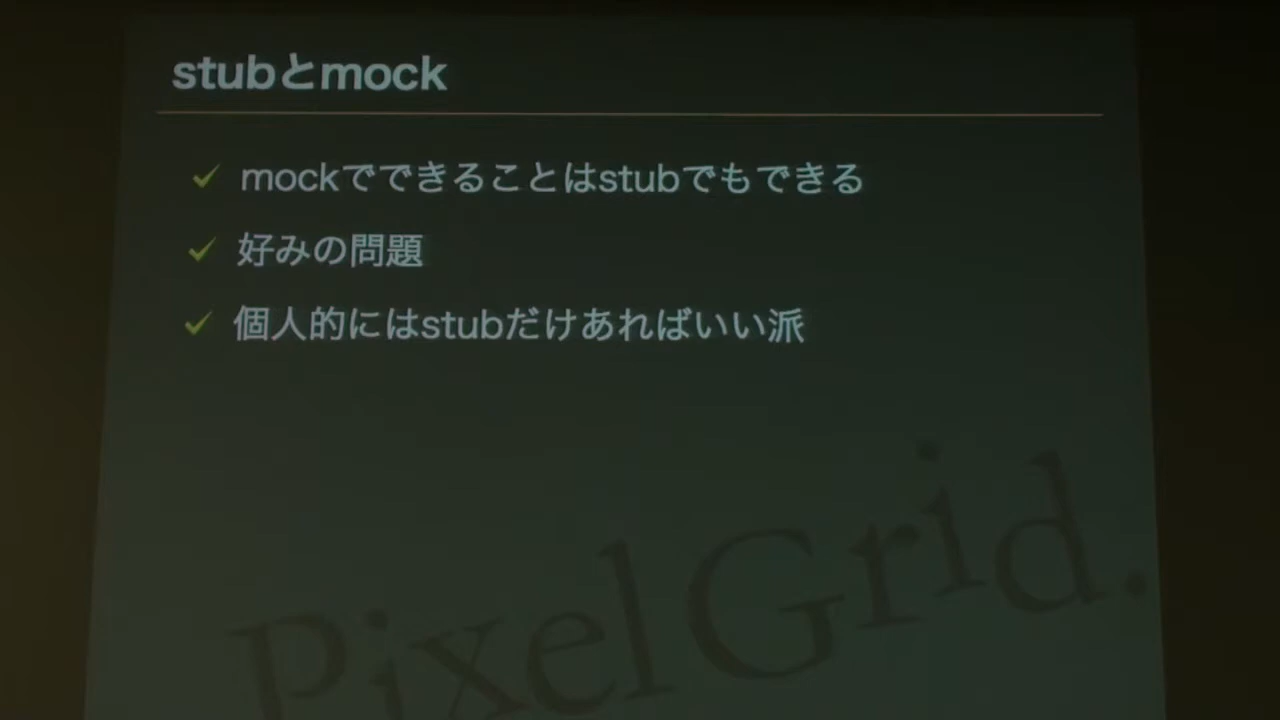 stubとmock
mockでできることはstubでもできる
好みの問題
個人的にはstubだけあればいい派
PixelGrid.